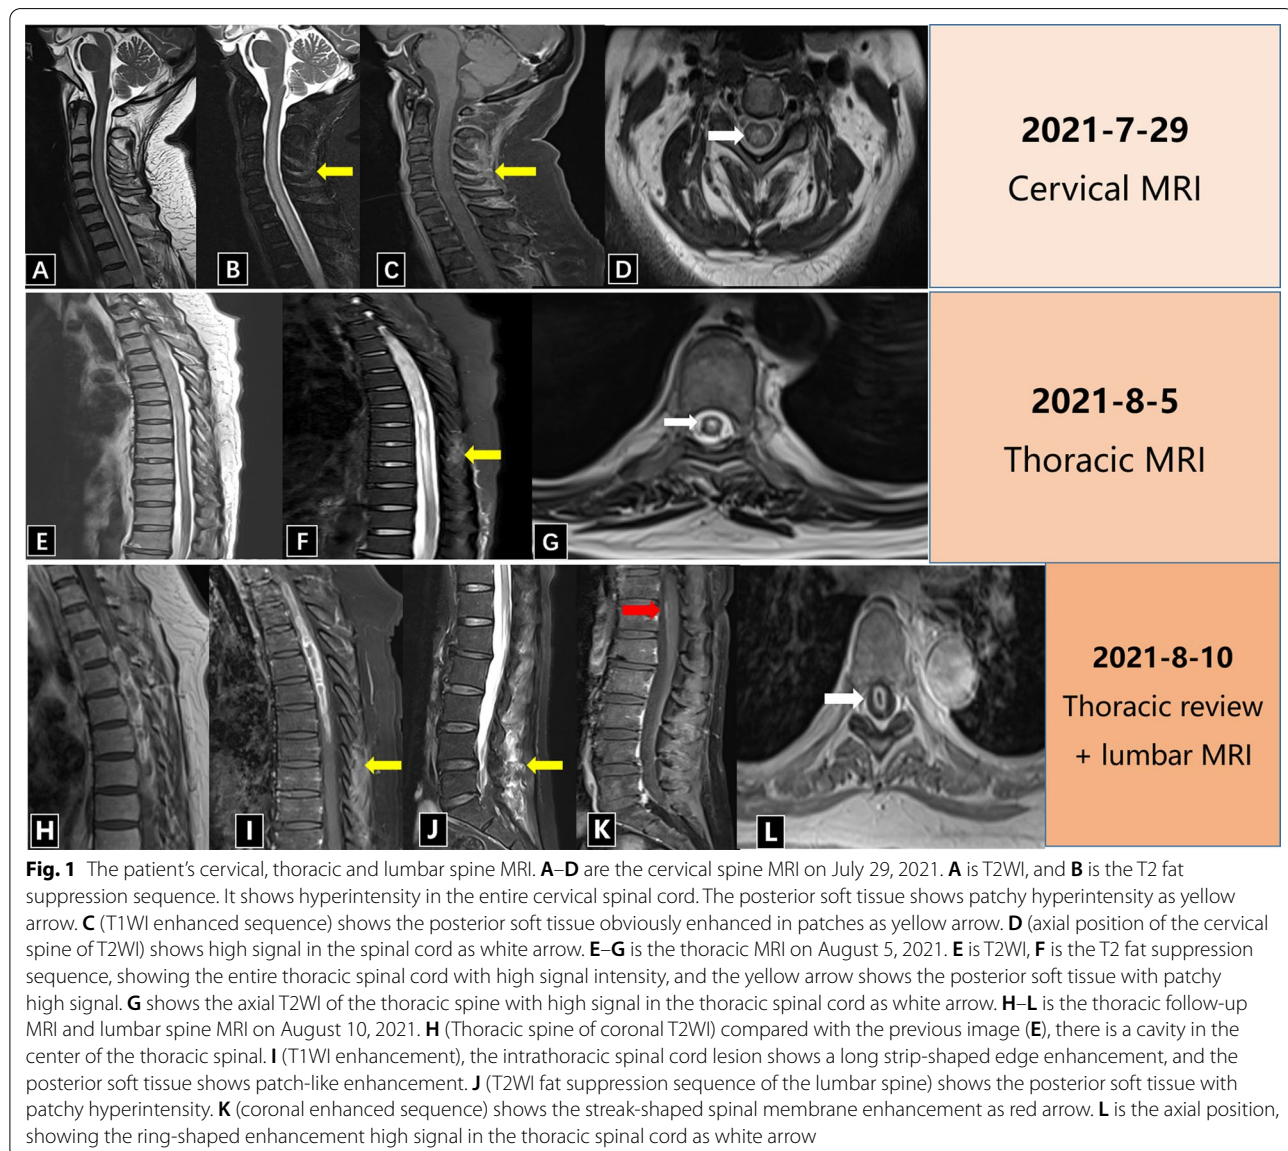 A
B
C
D
2021-7-29
Cervical MRI
E
F
G
2021-8-5
Thoracic MRI
H
I
J
K
L
2021-8-10
Thoracic review
+ lumbar MRI
Fig. 1 The patient’s cervical, thoracic and lumbar spine MRI. A–D are the cervical spine MRI on July 29, 2021. A is T2WI, and B is the T2 fat
suppression sequence. It shows hyperintensity in the entire cervical spinal cord. The posterior soft tissue shows patchy hyperintensity as yellow
arrow. C (T1WI enhanced sequence) shows the posterior soft tissue obviously enhanced in patches as yellow arrow. D (axial position of the cervical
spine of T2WI) shows high signal in the spinal cord as white arrow. E–G is the thoracic MRI on August 5, 2021. E is T2WI, F is the T2 fat suppression
sequence, showing the entire thoracic spinal cord with high signal intensity, and the yellow arrow shows the posterior soft tissue with patchy
high signal. G shows the axial T2WI of the thoracic spine with high signal in the thoracic spinal cord as white arrow. H–L is the thoracic follow-up
MRI and lumbar spine MRI on August 10, 2021. H (Thoracic spine of coronal T2WI) compared with the previous image (E), there is a cavity in the
center of the thoracic spinal. I (T1WI enhancement), the intrathoracic spinal cord lesion shows a long strip-shaped edge enhancement, and the
posterior soft tissue shows patch-like enhancement. J (T2WI fat suppression sequence of the lumbar spine) shows the posterior soft tissue with
patchy hyperintensity. K (coronal enhanced sequence) shows the streak-shaped spinal membrane enhancement as red arrow. L is the axial position,
showing the ring-shaped enhancement high signal in the thoracic spinal cord as white arrow